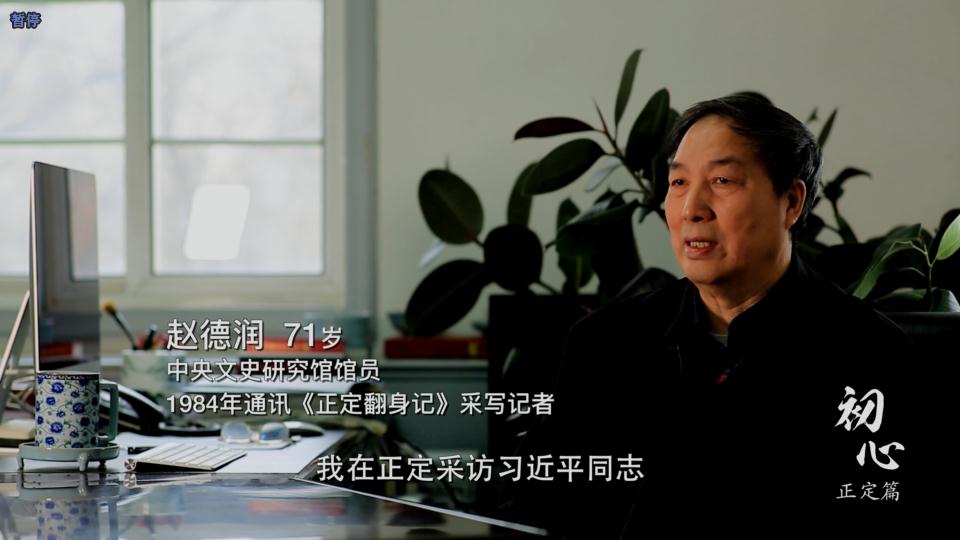 暂停
赵德润 71岁
中央文史研究馆馆员
1984年通讯《正定翻身记》采写记者
我在正定采访习近平同志
初心
正定篇